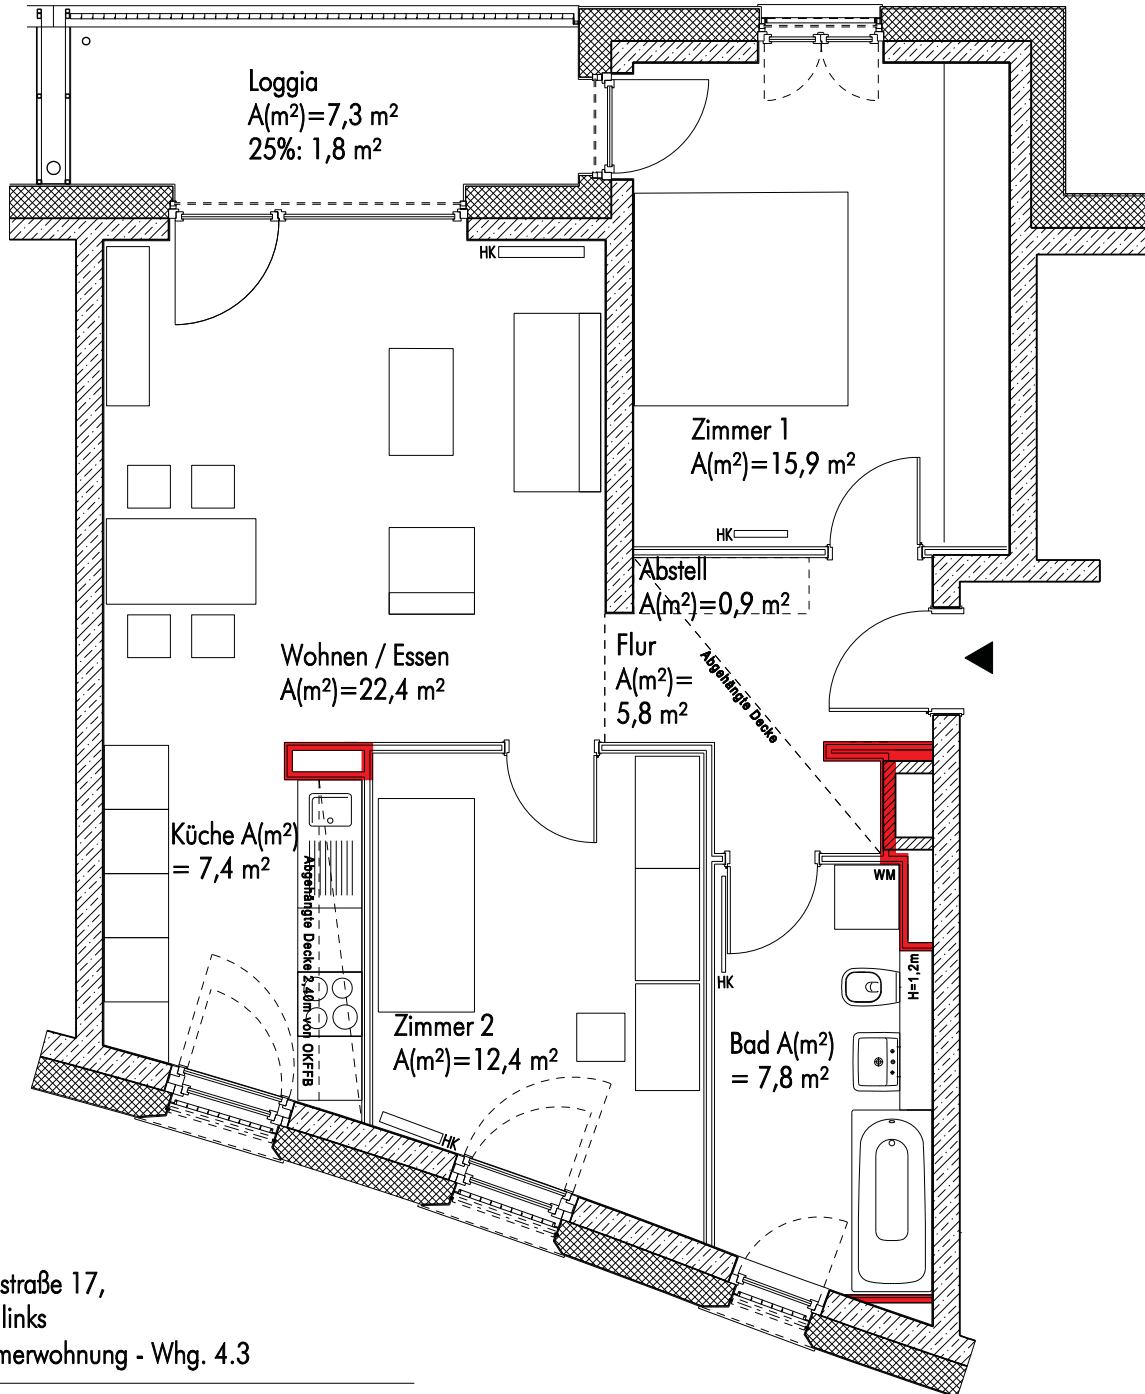 Loggia
A(m²)=7,3 m²
25%: 1,8 m²
HK
Zimmer 1
A(m²)=15,9 m²
HK
Abstell
A(m²)=0,9 m²
Flur
A(m²)=
5,8 m²
Abgehängte Decke
Wohnen / Essen
A(m²)=22,4 m²
Küche A(m²)
= 7,4 m²
Abgehängte Decke 2,40m von OKFFB
WM
HK
H=1,2m
Zimmer 2
A(m²)=12,4 m²
Bad A(m²)
= 7,8 m²
HK
straße 17,
links
merwohnung - Whg. 4.3